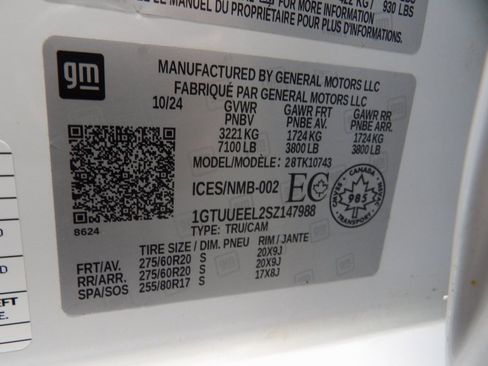 MORE INFORMATION
930 LBS
LE MANUEL DU PROPRIÉTAIRE POUR PLUS D'INFORMATIONS
gm
MANUFACTURED BY GENERAL MOTORS LLC
FABRIQUÉ PAR GENERAL MOTORS LLC
10/24 GVWR GAWR FRT GAWR RR
PNBV PNBE AV. PNBE ARR.
3221 KG 1724 KG 1724 KG
7100 LB 3800 LB 3800 LB
MODEL/MODÈLE: 28TK10743
ICES/NMB-002 EC CANADA 985
1GTUUEEL2SZ147988
8624
TYPE: TRU/CAM
TIRE SIZE / DIM. PNEU RIM / JANTE
FRT/AV. 275/60R20 S 20X9J
RR/ARR. 275/60R20 S 20X9J
SPA/SOS 255/80R17 S 17X8J